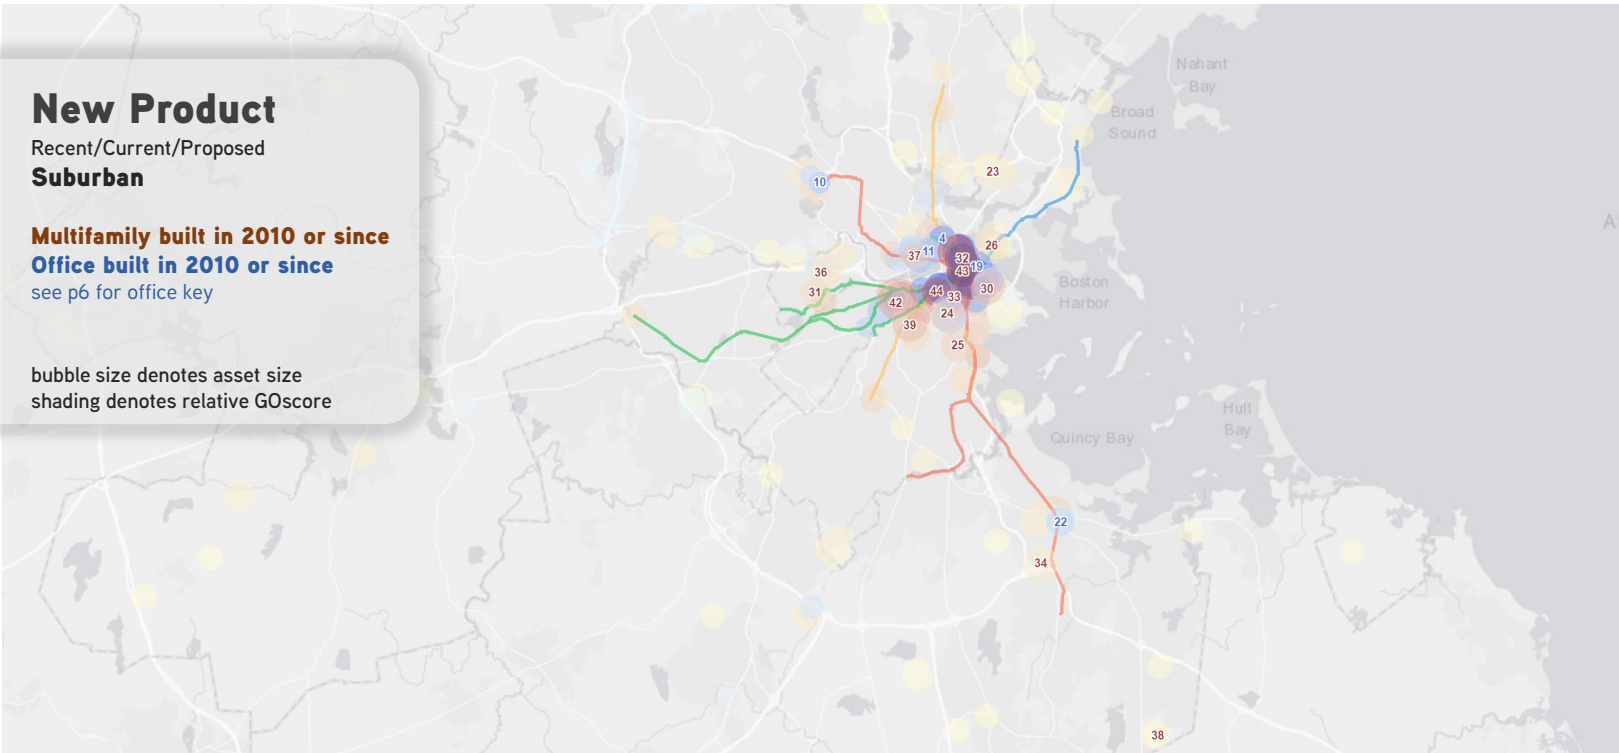 New Product
Recent/Current/Proposed
Suburban
Multifamily built in 2010 or since
Office built in 2010 or since
see p6 for office key
bubble size denotes asset size
shading denotes relative GOscore
Nahant
Bay
Broad
Sound
23
10
A
4
26
37
11
32
19
43
36
31
Boston
Harbor
30
44
33
42
24
39
25
Hull
Bay
Quincy Bay
22
34
38